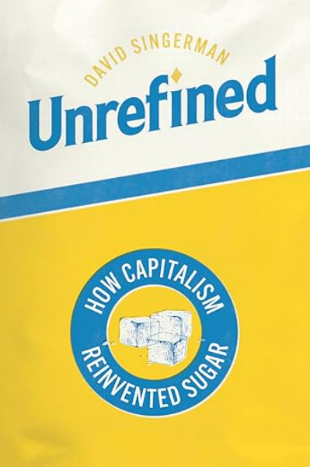 DAVID SINGERMAN
Unrefined
HOW CAPITALISM
REINVENTED SUGAR